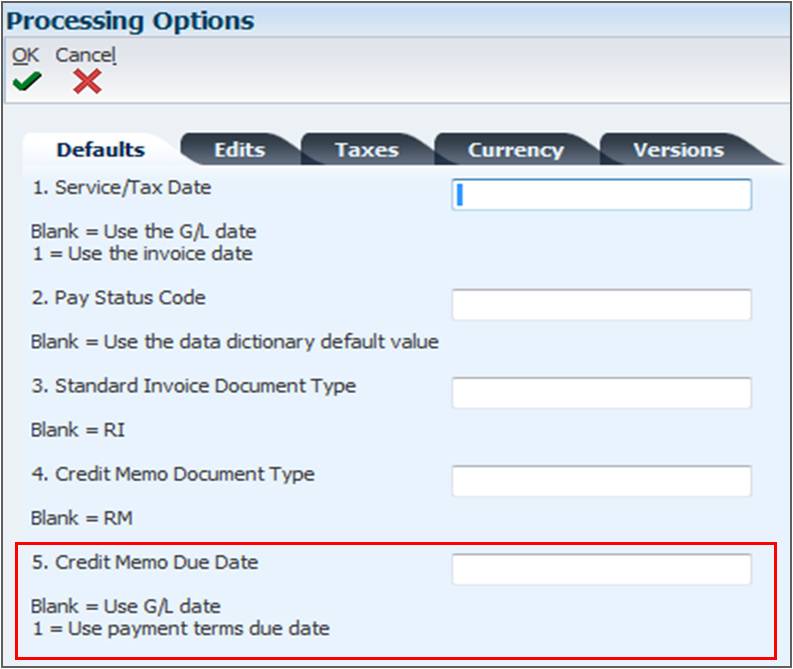 Processing Options
OK Cancel
Defaults Edits Taxes Currency Versions
1. Service/Tax Date
Blank = Use the G/L date
1 = Use the invoice date
2. Pay Status Code
Blank = Use the data dictionary default value
3. Standard Invoice Document Type
Blank = RI
4. Credit Memo Document Type
Blank = RM
5. Credit Memo Due Date
Blank = Use G/L date
1 = Use payment terms due date